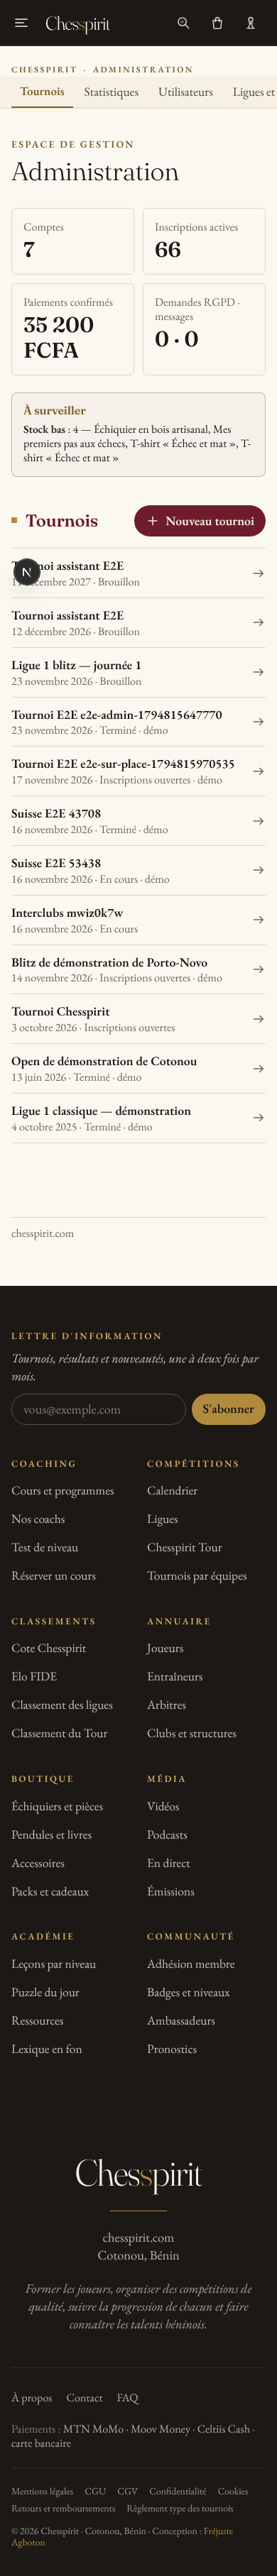 Chesspirit
CHESSPIRIT · ADMINISTRATION
Tournois Statistiques Utilisateurs Ligues et
ESPACE DE GESTION
Administration
Comptes
7
Inscriptions actives
66
Paiements confirmés
35 200
FCFA
Demandes RGPD ·
messages
0 · 0
À surveiller
Stock bas : 4 — Échiquier en bois artisanal, Mes
premiers pas aux échecs, T-shirt « Échec et mat », T-
shirt « Échec et mat »
Tournois
+ Nouveau tournoi
N
assistant E2E
2027 · Brouillon
Tournoi assistant E2E
12 décembre 2026 · Brouillon
Ligue 1 blitz — journée 1
23 novembre 2026 · Brouillon
Tournoi E2E e2e-admin-1794815647770
23 novembre 2026 · Terminé · démo
Tournoi E2E e2e-sur-place-1794815970535
17 novembre 2026 · Inscriptions ouvertes · démo
Suisse E2E 43708
16 novembre 2026 · Terminé · démo
Suisse E2E 53438
16 novembre 2026 · En cours · démo
Interclubs mwiz0k7w
16 novembre 2026 · En cours
Blitz de démonstration de Porto-Novo
14 novembre 2026 · Inscriptions ouvertes · démo
Tournoi Chesspirit
3 octobre 2026 · Inscriptions ouvertes
Open de démonstration de Cotonou
13 juin 2026 · Terminé · démo
Ligue 1 classique — démonstration
4 octobre 2025 · Terminé · démo
chesspirit.com
LETTRE D'INFORMATION
Tournois, résultats et nouveautés, une à deux fois par
mois.
vous@exemple.com S'abonner
COACHING
Cours et programmes
Nos coachs
Test de niveau
Réserver un cours
COMPÉTITIONS
Calendrier
Ligues
Chesspirit Tour
Tournois par équipes
CLASSEMENTS
Cote Chesspirit
Elo FIDE
Classement des ligues
Classement du Tour
ANNUAIRE
Joueurs
Entraîneurs
Arbitres
Clubs et structures
BOUTIQUE
Échiquiers et pièces
Pendules et livres
Accessoires
Packs et cadeaux
MÉDIA
Vidéos
Podcasts
En direct
Émissions
ACADÉMIE
Leçons par niveau
Puzzle du jour
Ressources
Lexique en fon
COMMUNAUTÉ
Adhésion membre
Badges et niveaux
Ambassadeurs
Pronostics
Chesspirit
chesspirit.com
Cotonou, Bénin
Former les joueurs, organiser des compétitions de
qualité, suivre la progression de chacun et faire
connaître les talents béninois.
À propos Contact FAQ
Paiements : MTN MoMo · Moov Money · Celtiis Cash ·
carte bancaire
Mentions légales CGU CGV Confidentialité Cookies
Retours et remboursements Règlement type des tournois
© 2026 Chesspirit · Cotonou, Bénin · Conception : Fréjuste
Agboton